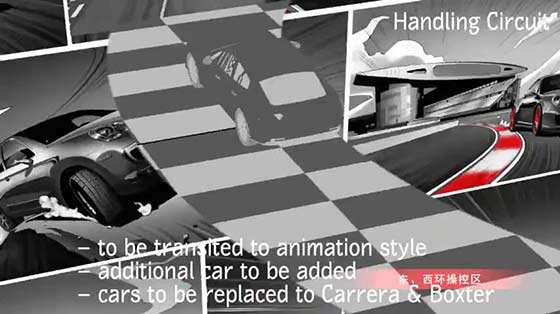 Handling Circuit
– to be transited to animation style
– additional car to be added
东、西环操控区
– cars to be replaced to Carrera & Boxter